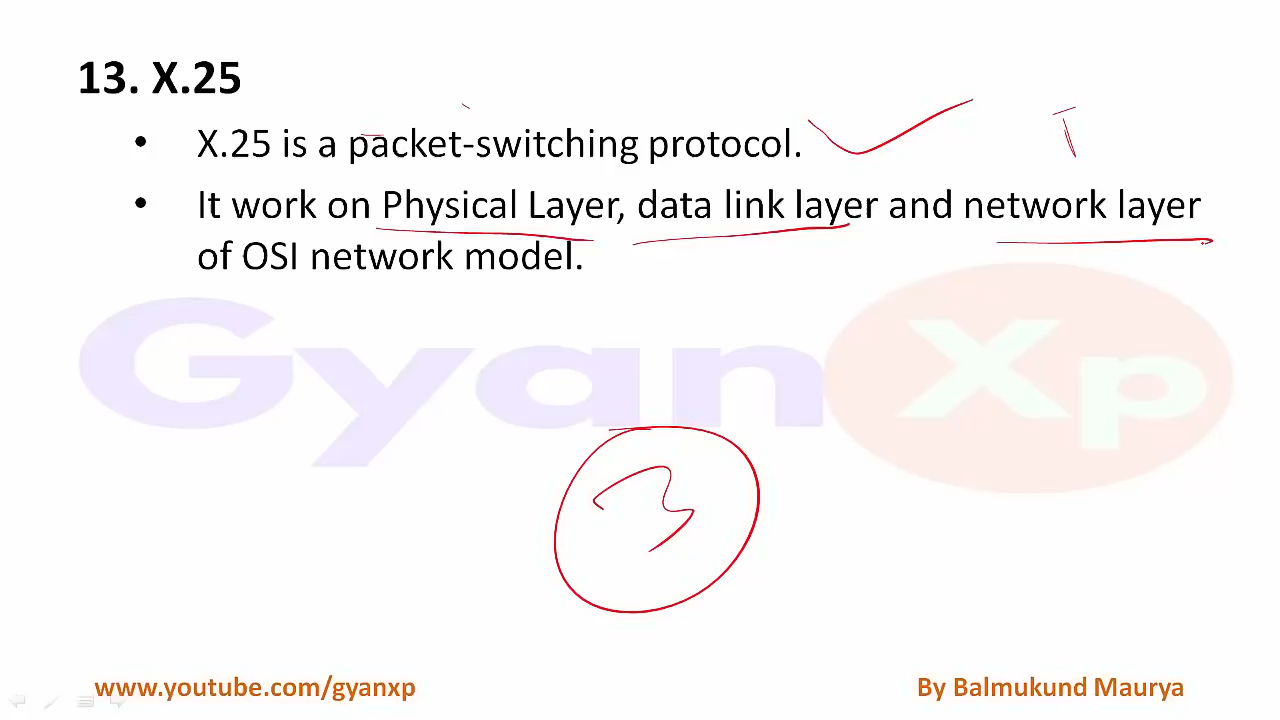 13. X.25
• X.25 is a packet-switching protocol.
• It work on Physical Layer, data link layer and network layer
of OSI network model.
GyanXp
3
www.youtube.com/gyanxp
By Balmukund Maurya